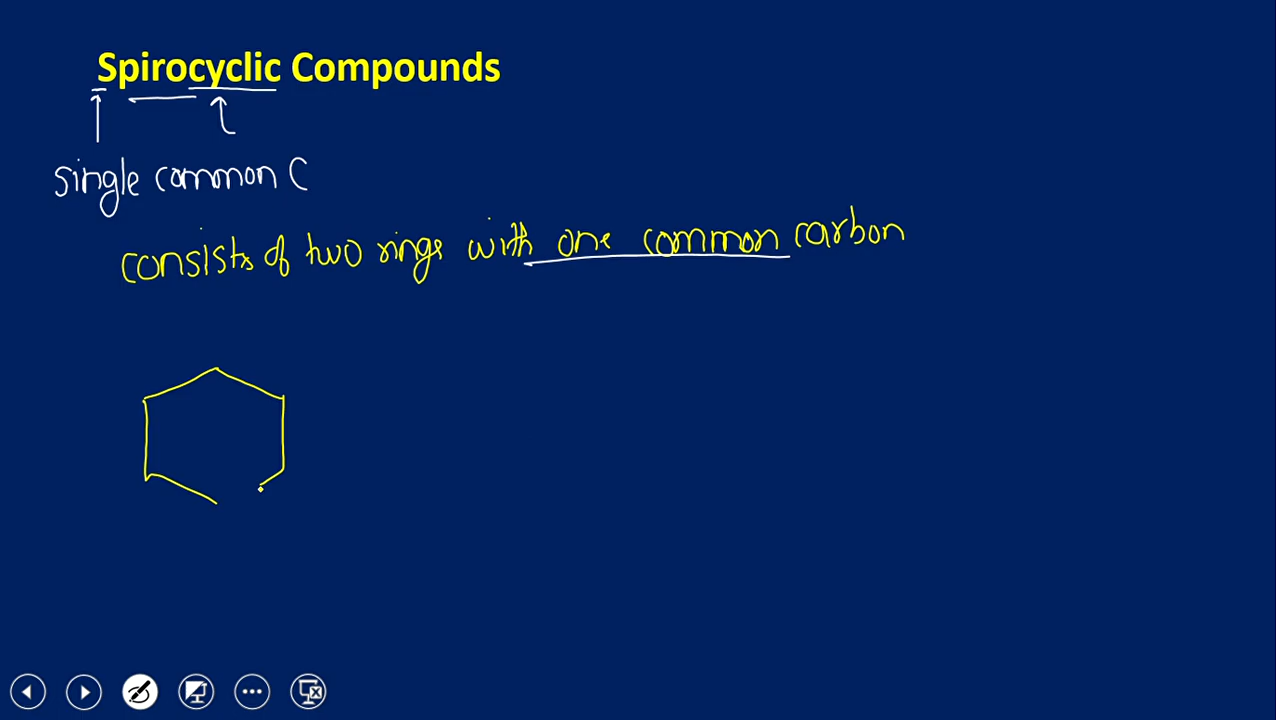 Spirocyclic Compounds
single common C
consists of two rings with one common carbon